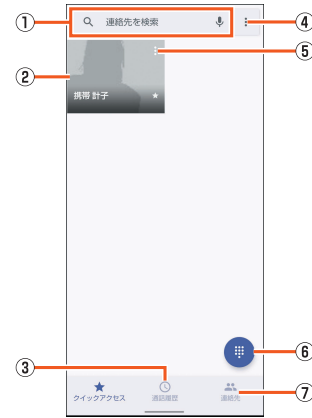 ①
連絡先を検索
④
⑤
②
携帯 計子
⑥
③
⑦
クイックアクセス 通話履歴 連絡先